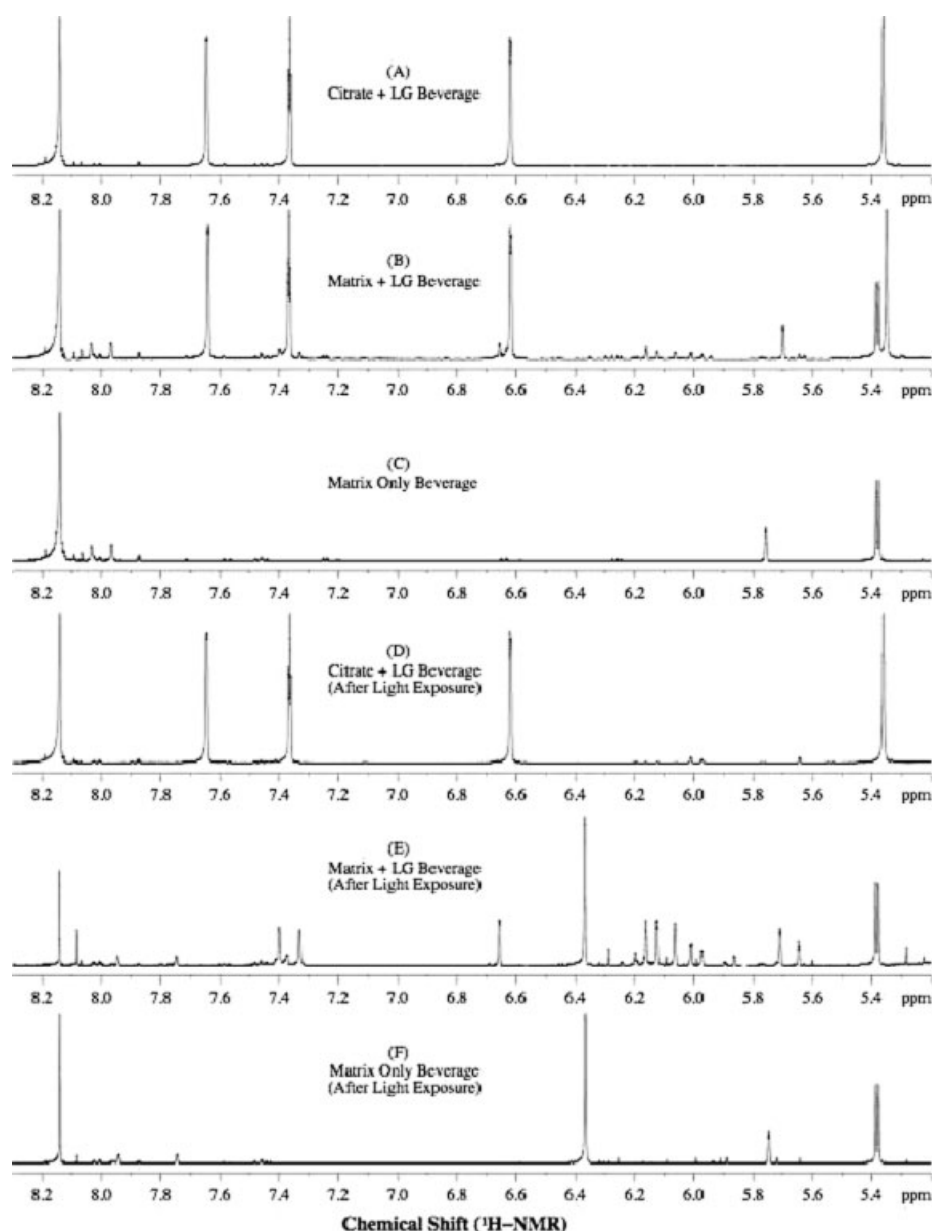 (A)
Citrate + LG Beverage
8.2 8.0 7.8 7.6 7.4 7.2 7.0 6.8 6.6 6.4 6.2 6.0 5.8 5.6 5.4 ppm
(B)
Matrix + LG Beverage
8.2 8.0 7.8 7.6 7.4 7.2 7.0 6.8 6.6 6.4 6.2 6.0 5.8 5.6 5.4 ppm
(C)
Matrix Only Beverage
8.2 8.0 7.8 7.6 7.4 7.2 7.0 6.8 6.6 6.4 6.2 6.0 5.8 5.6 5.4 ppm
(D)
Citrate + LG Beverage
(After Light Exposure)
8.2 8.0 7.8 7.6 7.4 7.2 7.0 6.8 6.6 6.4 6.2 6.0 5.8 5.6 5.4 ppm
(E)
Matrix + LG Beverage
(After Light Exposure)
8.2 8.0 7.8 7.6 7.4 7.2 7.0 6.8 6.6 6.4 6.2 6.0 5.8 5.6 5.4 ppm
(F)
Matrix Only Beverage
(After Light Exposure)
8.2 8.0 7.8 7.6 7.4 7.2 7.0 6.8 6.6 6.4 6.2 6.0 5.8 5.6 5.4 ppm
Chemical Shift (¹H–NMR)